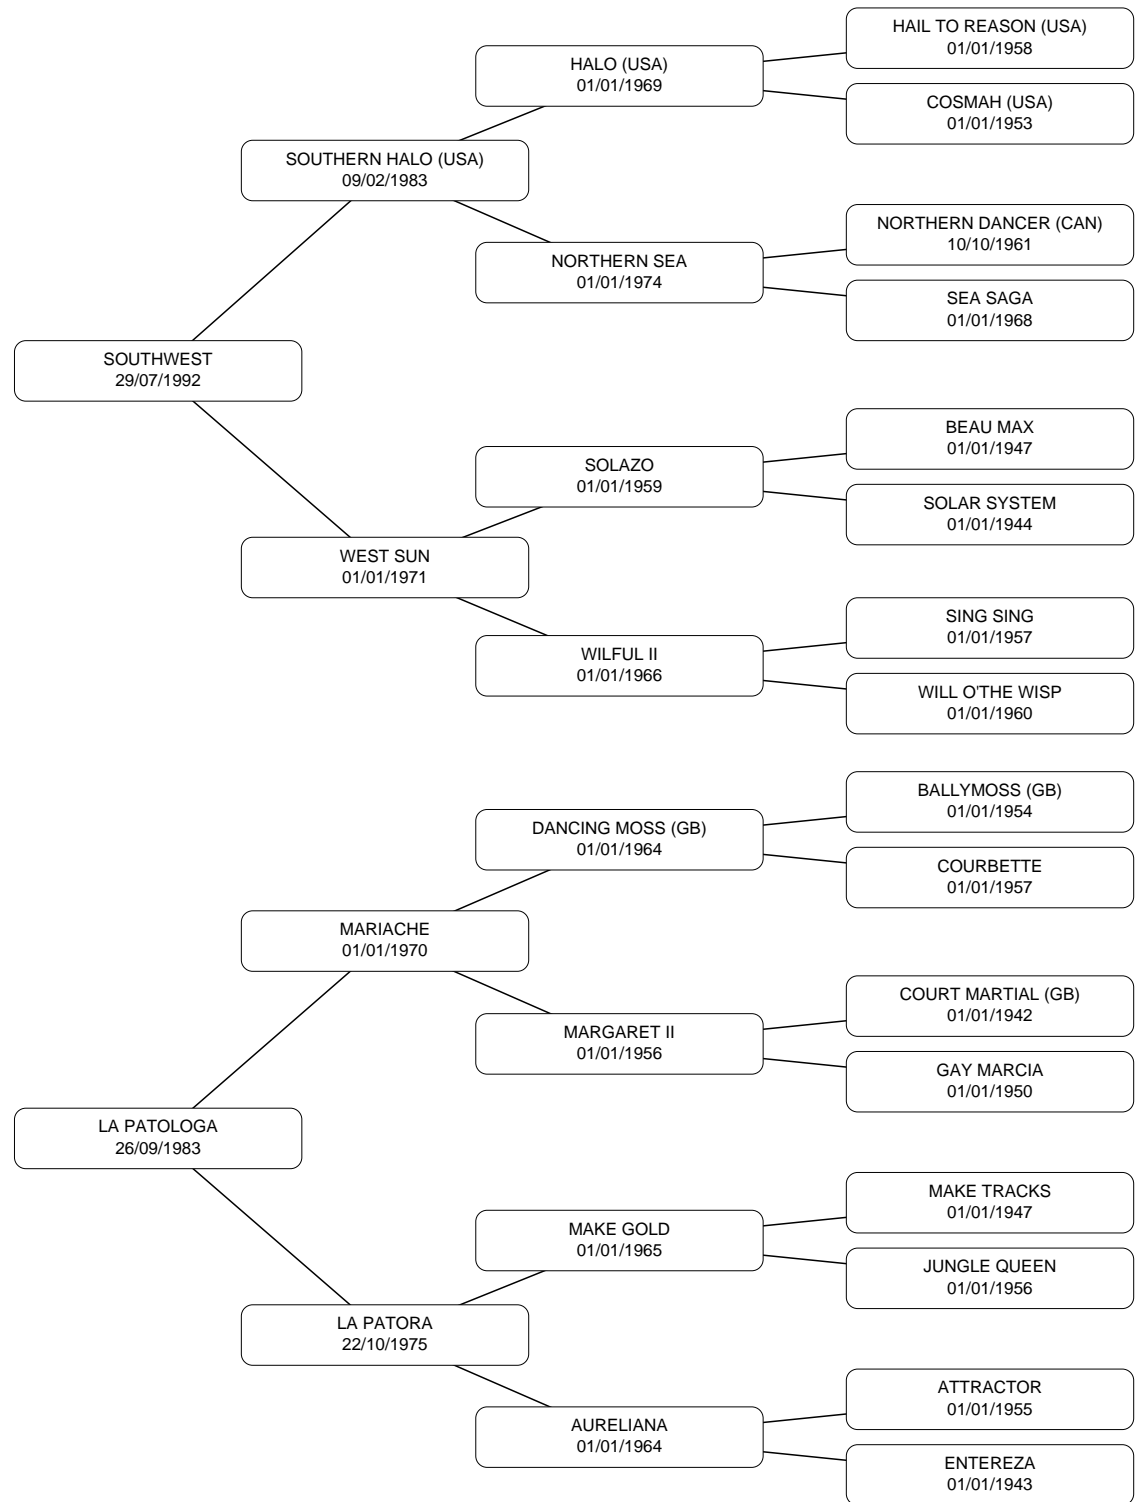 HAIL TO REASON (USA)
01/01/1958
HALO (USA)
01/01/1969
COSMAH (USA)
01/01/1953
SOUTHERN HALO (USA)
09/02/1983
NORTHERN DANCER (CAN)
10/10/1961
NORTHERN SEA
01/01/1974
SEA SAGA
01/01/1968
SOUTHWEST
29/07/1992
BEAU MAX
01/01/1947
SOLAZO
01/01/1959
SOLAR SYSTEM
01/01/1944
WEST SUN
01/01/1971
SING SING
01/01/1957
WILFUL II
01/01/1966
WILL O'THE WISP
01/01/1960
BALLYMOSS (GB)
01/01/1954
DANCING MOSS (GB)
01/01/1964
COURBETTE
01/01/1957
MARIACHE
01/01/1970
COURT MARTIAL (GB)
01/01/1942
MARGARET II
01/01/1956
GAY MARCIA
01/01/1950
LA PATOLOGA
26/09/1983
MAKE TRACKS
01/01/1947
MAKE GOLD
01/01/1965
JUNGLE QUEEN
01/01/1956
LA PATORA
22/10/1975
ATTRACTOR
01/01/1955
AURELIANA
01/01/1964
ENTEREZA
01/01/1943